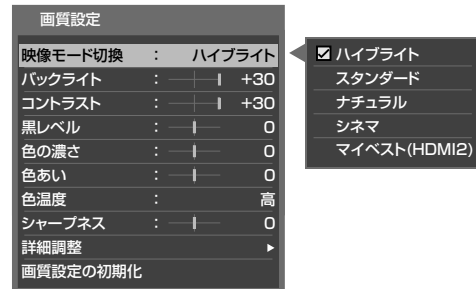 画質設定
映像モード切換 : ハイブライト
バックライト : +30
コントラスト : +30
黒レベル : 0
色の濃さ : 0
色あい : 0
色温度 : 高
シャープネス : 0
詳細調整
画質設定の初期化
ハイブライト
スタンダード
ナチュラル
シネマ
マイベスト(HDMI2)